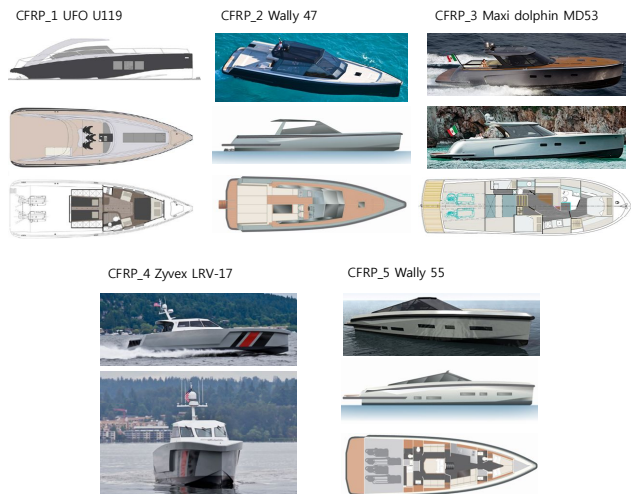 CFRP_1 UFO U119
CFRP_2 Wally 47
CFRP_3 Maxi dolphin MD53
CFRP_4 Zyvex LRV-17
CFRP_5 Wally 55